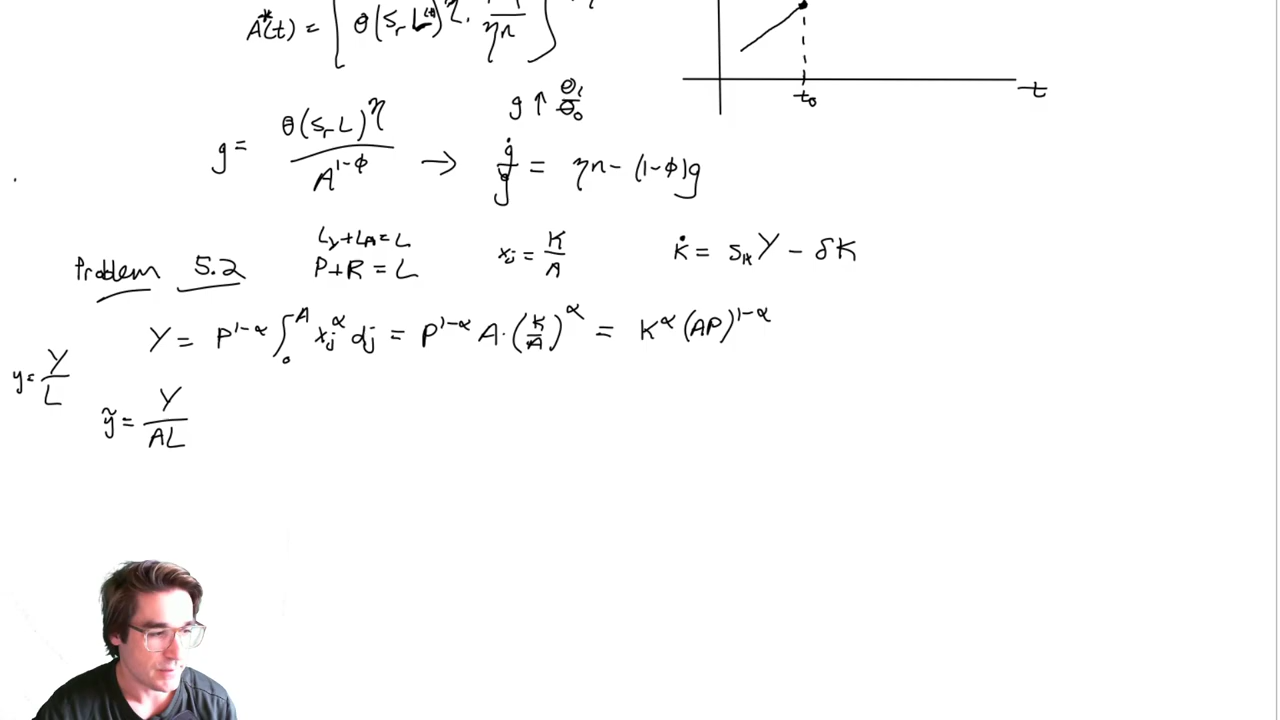 A*(t) = [ θ(s_r L(t))^η · / ηn ]
t
t₀
g ↑ θ₁/θ₀
g = θ(s_r L)^η / A^{1-φ} → ġ/g = ηn - (1-φ)g
Problem 5.2
L_y + L_A = L
P + R = L
x_j = K/A
K̇ = s_K Y - δK
Y = P^{1-α} ∫₀^A x_j^α dj = P^{1-α} A · (K/A)^α = K^α (AP)^{1-α}
y = Y/L
ỹ = Y/AL